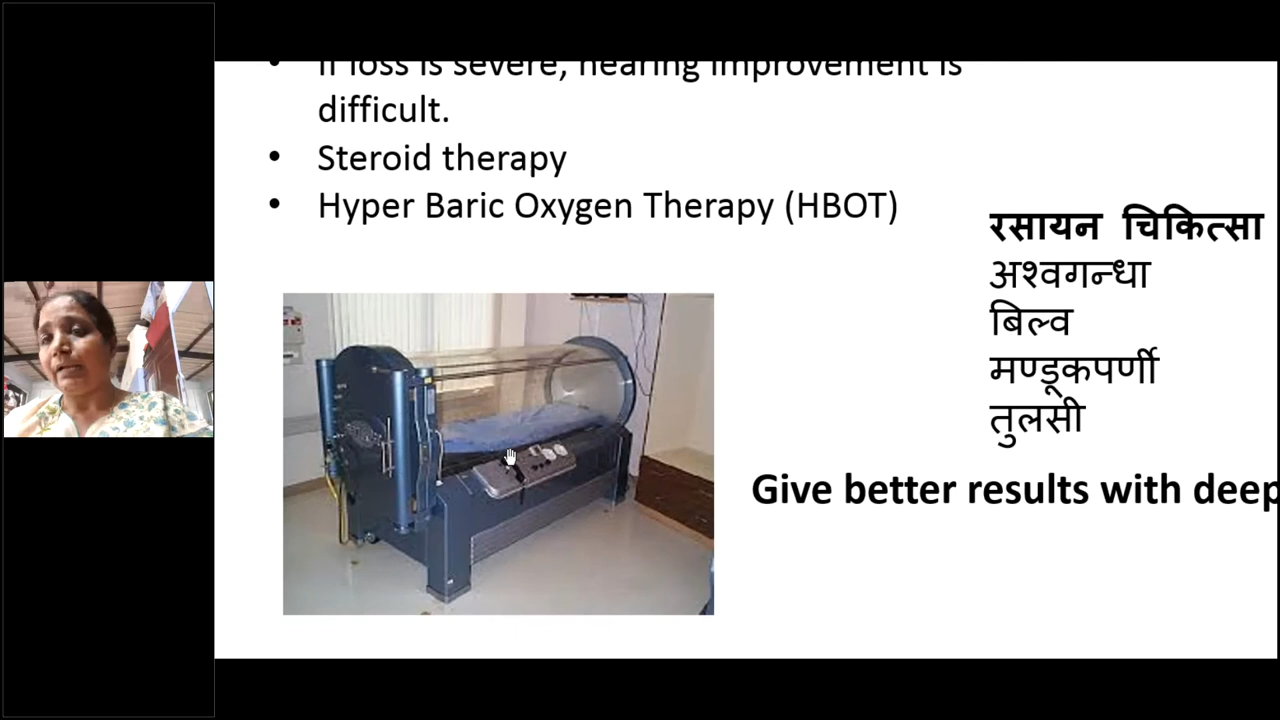 • If loss is severe, hearing improvement is
difficult.
• Steroid therapy
• Hyper Baric Oxygen Therapy (HBOT)
रसायन चिकित्सा
अश्वगन्धा
बिल्व
मण्डूकपर्णी
तुलसी
Give better results with deep